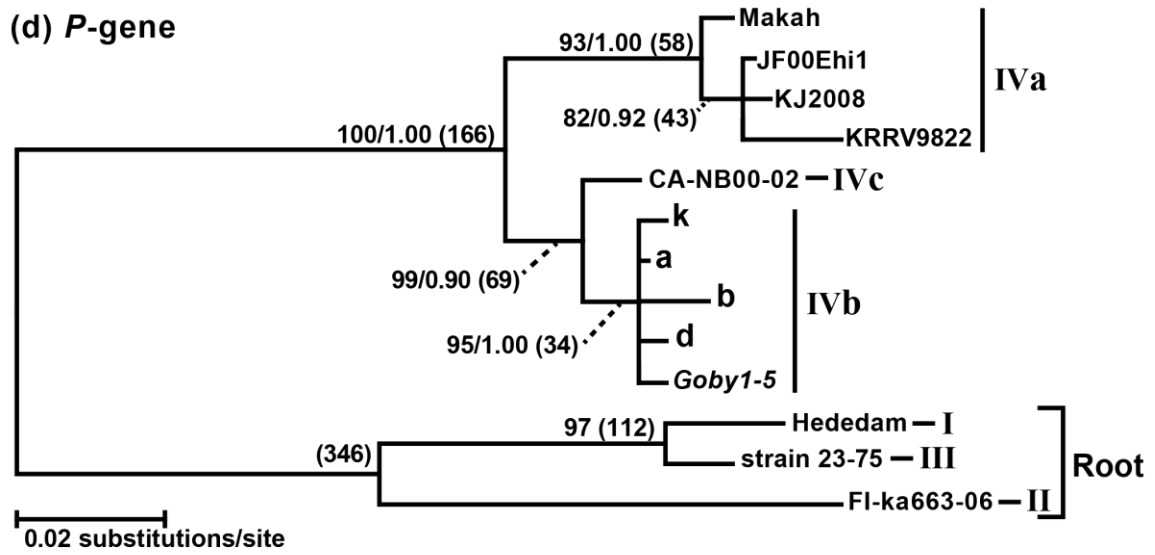 (d) P-gene
Makah
93/1.00 (58)
JF00Ehi1
IVa
KJ2008
82/0.92 (43)
100/1.00 (166)
KRRV9822
CA-NB00-02 IVc
k
a
99/0.90 (69)
b
IVb
d
95/1.00 (34)
Goby1-5
Hededam I
97 (112)
(346)
strain 23-75 III
Root
FI-ka663-06 II
0.02 substitutions/site